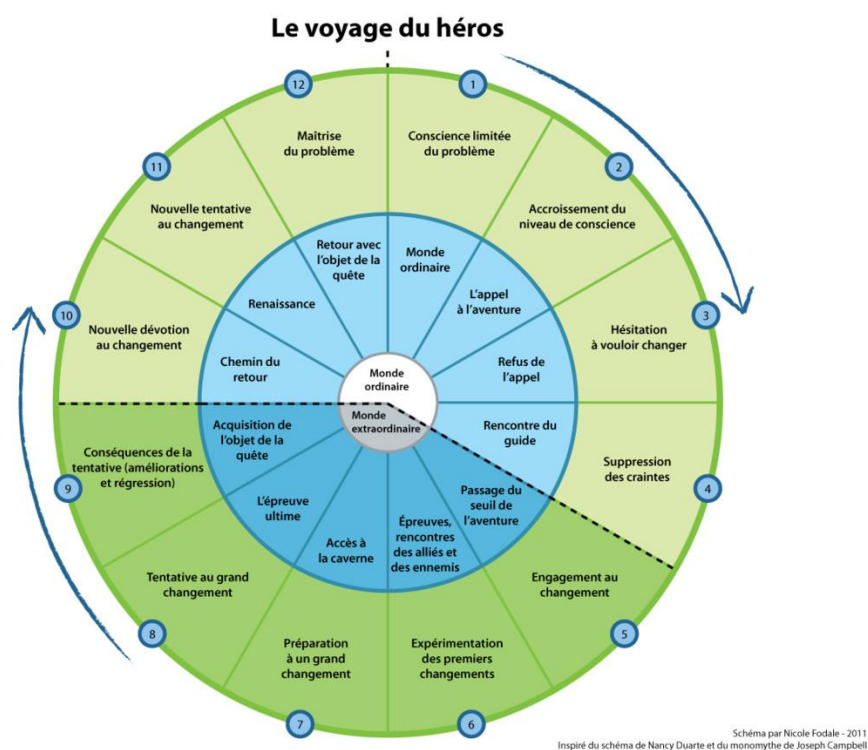 Le voyage du héros
1
Conscience limitée
du problème
2
Accroissement du
niveau de conscience
3
Hésitation
à vouloir changer
4
Suppression
des craintes
5
Engagement au
changement
6
Expérimentation
des premiers
changements
7
Préparation
à un grand
changement
8
Tentative au grand
changement
9
Conséquences de la
tentative (améliorations
et régression)
10
Nouvelle dévotion
au changement
11
Nouvelle tentative
au changement
12
Maîtrise
du problème
Monde
ordinaire
L'appel
à l'aventure
Refus de
l'appel
Rencontre du
guide
Passage du
seuil de
l'aventure
Épreuves,
rencontres
des alliés et
des ennemis
Accès à
la caverne
L'épreuve
ultime
Acquisition de
l'objet de la
quête
Chemin du
retour
Renaissance
Retour avec
l'objet de la
quête
Monde
ordinaire
Monde
extraordinaire
Schéma par Nicole Fodale - 2011
Inspiré du schéma de Nancy Duarte et du monomythe de Joseph Campbell